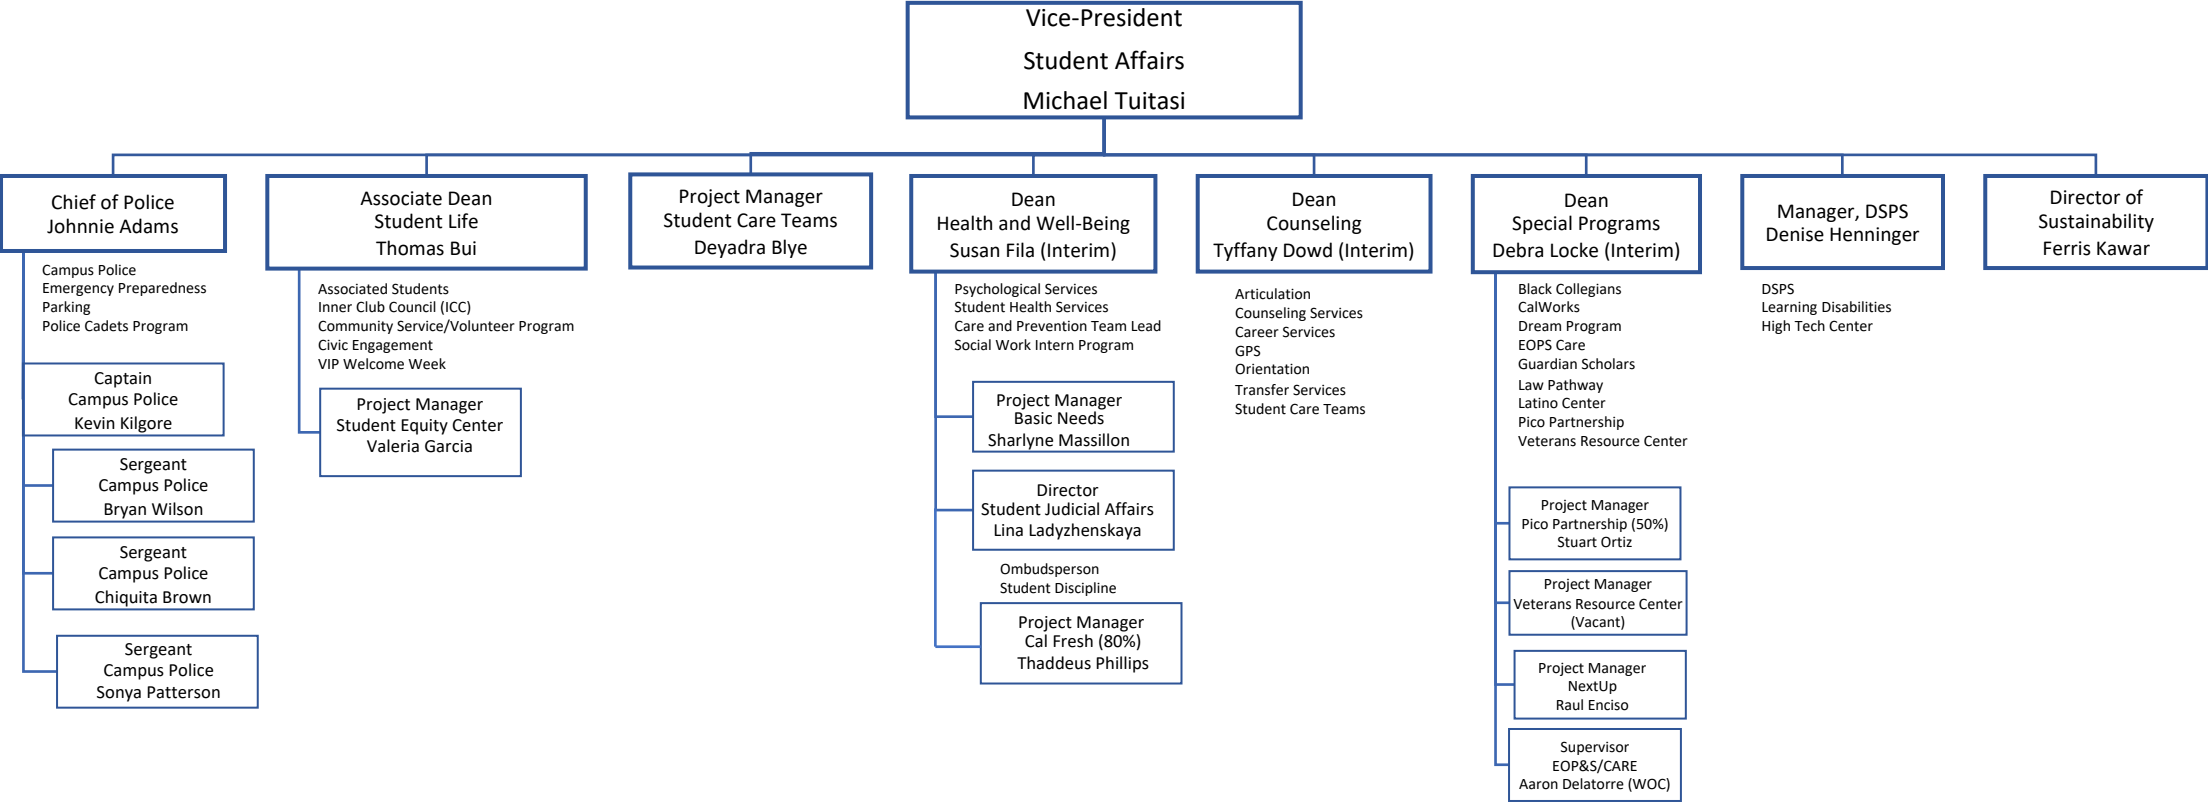 Vice-President
Student Affairs
Michael Tuitasi
Chief of Police
Johnnie Adams
Campus Police
Emergency Preparedness
Parking
Police Cadets Program
Captain
Campus Police
Kevin Kilgore
Sergeant
Campus Police
Bryan Wilson
Sergeant
Campus Police
Chiquita Brown
Sergeant
Campus Police
Sonya Patterson
Associate Dean
Student Life
Thomas Bui
Associated Students
Inner Club Council (ICC)
Community Service/Volunteer Program
Civic Engagement
VIP Welcome Week
Project Manager
Student Equity Center
Valeria Garcia
Project Manager
Student Care Teams
Deyadra Blye
Dean
Health and Well-Being
Susan Fila (Interim)
Psychological Services
Student Health Services
Care and Prevention Team Lead
Social Work Intern Program
Project Manager
Basic Needs
Sharlyne Massillon
Director
Student Judicial Affairs
Lina Ladyzhenskaya
Ombudsperson
Student Discipline
Project Manager
Cal Fresh (80%)
Thaddeus Phillips
Dean
Counseling
Tyffany Dowd (Interim)
Articulation
Counseling Services
Career Services
GPS
Orientation
Transfer Services
Student Care Teams
Dean
Special Programs
Debra Locke (Interim)
Black Collegians
CalWorks
Dream Program
EOPS Care
Guardian Scholars
Law Pathway
Latino Center
Pico Partnership
Veterans Resource Center
Project Manager
Pico Partnership (50%)
Stuart Ortiz
Project Manager
Veterans Resource Center
(Vacant)
Project Manager
NextUp
Raul Enciso
Supervisor
EOP&S/CARE
Aaron Delatorre (WOC)
Manager, DSPS
Denise Henninger
DSPS
Learning Disabilities
High Tech Center
Director of
Sustainability
Ferris Kawar